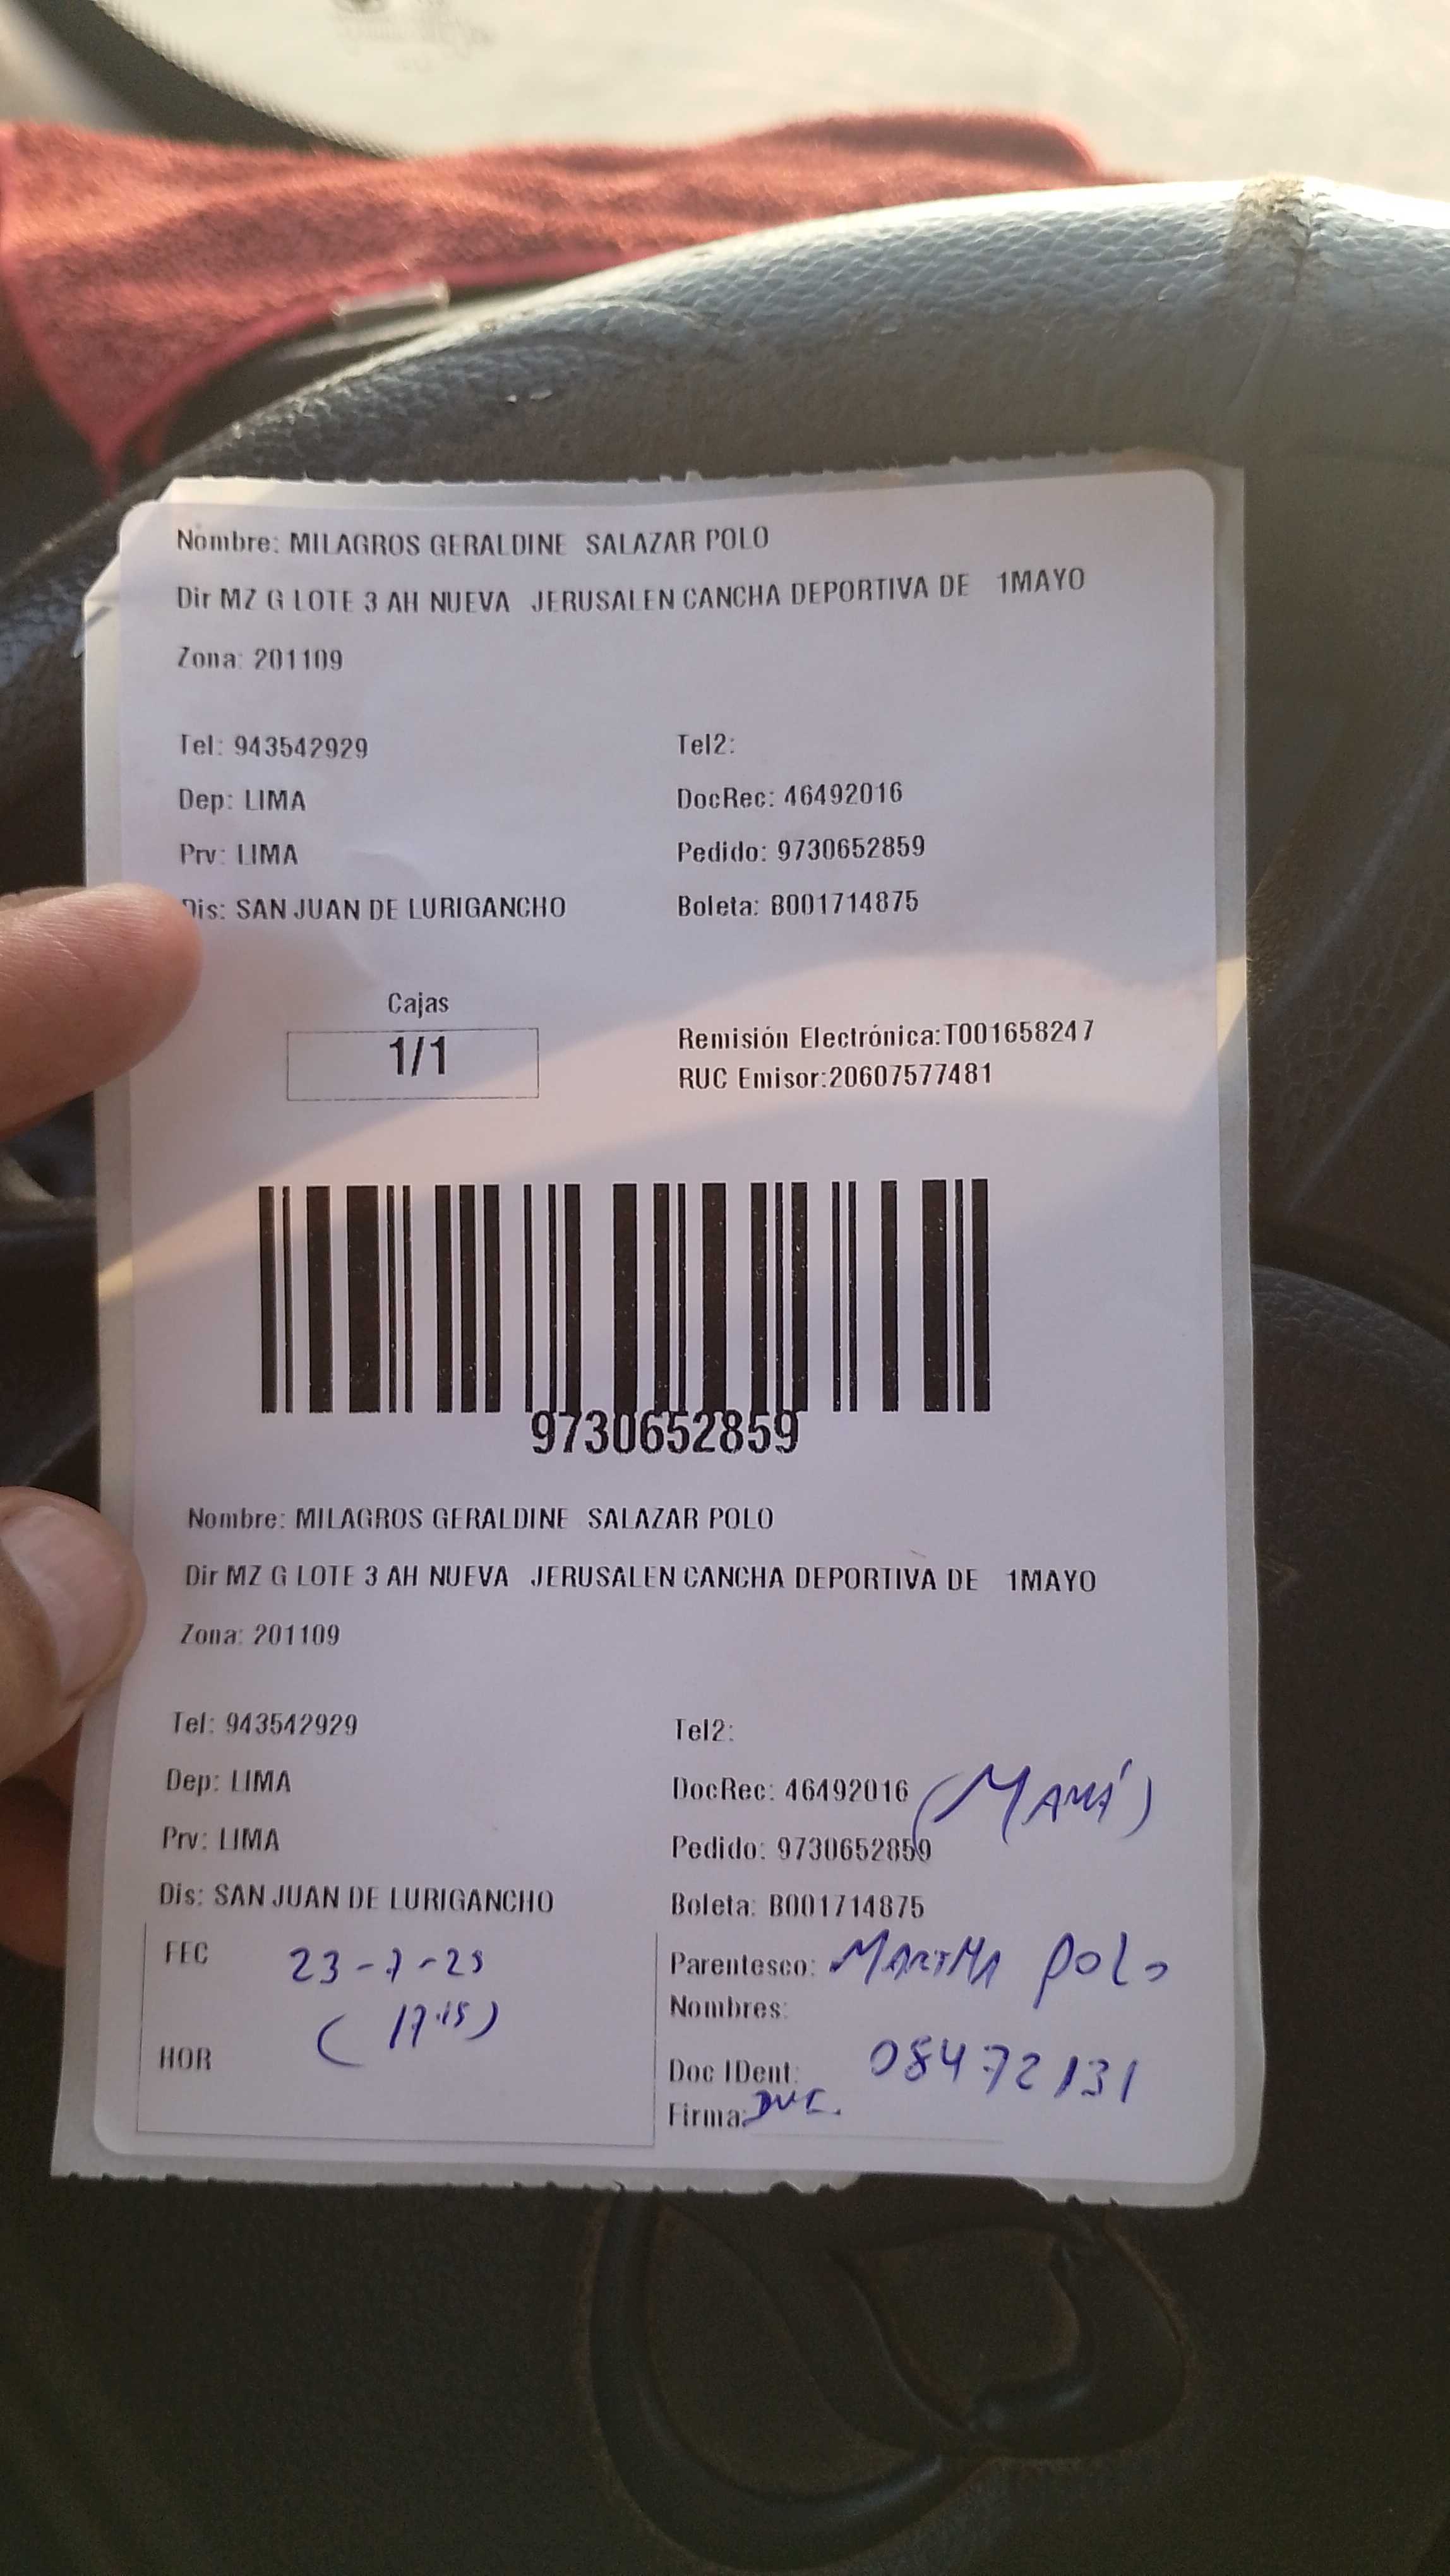 Nombre: MILAGROS GERALDINE SALAZAR POLO
Dir MZ G LOTE 3 AH NUEVA JERUSALEN CANCHA DEPORTIVA DE 1MAYO
Zona: 201109
Tel: 943542929 Tel2:
Dep: LIMA DocRec: 46492016
Prv: LIMA Pedido: 9730652859
Dis: SAN JUAN DE LURIGANCHO Boleta: B001714875
Cajas
1/1
Remisión Electrónica:T001658247
RUC Emisor:20607577481
9730652859
Nombre: MILAGROS GERALDINE SALAZAR POLO
Dir MZ G LOTE 3 AH NUEVA JERUSALEN CANCHA DEPORTIVA DE 1MAYO
Zona: 201109
Tel: 943542929 Tel2:
Dep: LIMA DocRec: 46492016 (MAMÁ)
Prv: LIMA Pedido: 9730652859
Dis: SAN JUAN DE LURIGANCHO Boleta: B001714875
FEC 23-7-25
(17:15)
HOR
Parentesco: MARTHA POLO
Nombres:
Doc IDent: 08472131
Firma: